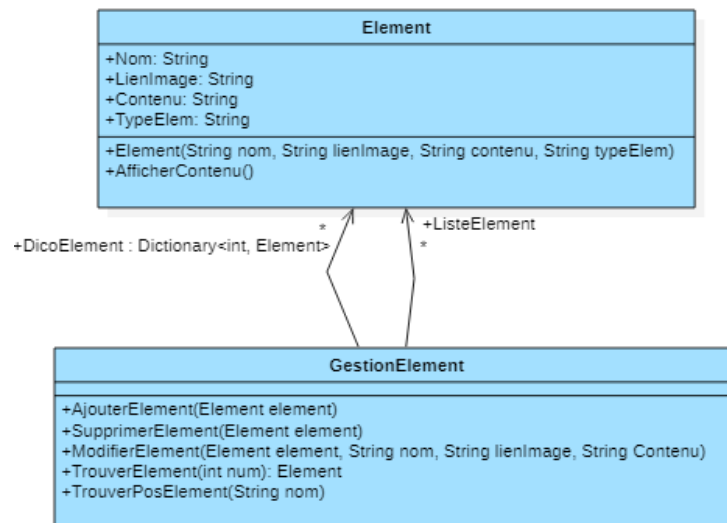 Element
+Nom: String
+LienImage: String
+Contenu: String
+TypeElem: String
+Element(String nom, String lienImage, String contenu, String typeElem)
+AfficherContenu()
*
+DicoElement : Dictionary<int, Element>
+ListeElement
*
GestionElement
+AjouterElement(Element element)
+SupprimerElement(Element element)
+ModifierElement(Element element, String nom, String lienImage, String Contenu)
+TrouverElement(int num): Element
+TrouverPosElement(String nom)